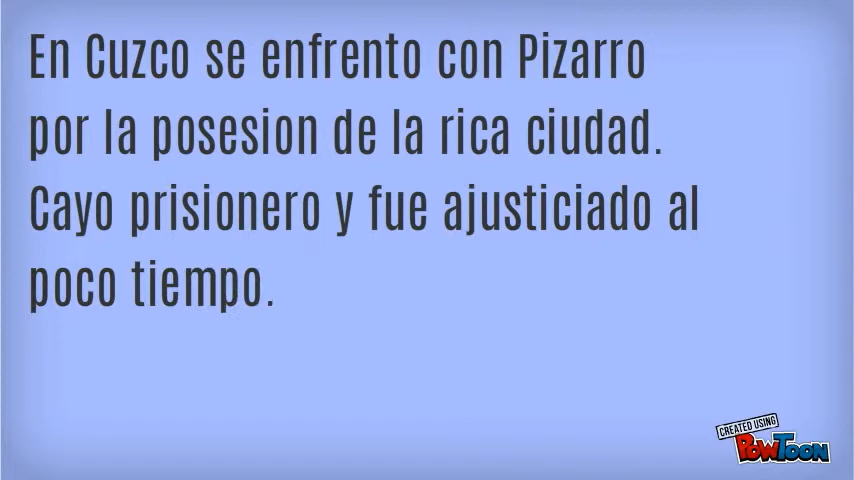 En Cuzco se enfrento con Pizarro
por la posesion de la rica ciudad.
Cayo prisionero y fue ajusticiado al
poco tiempo.
CREATED USING
POWTOON